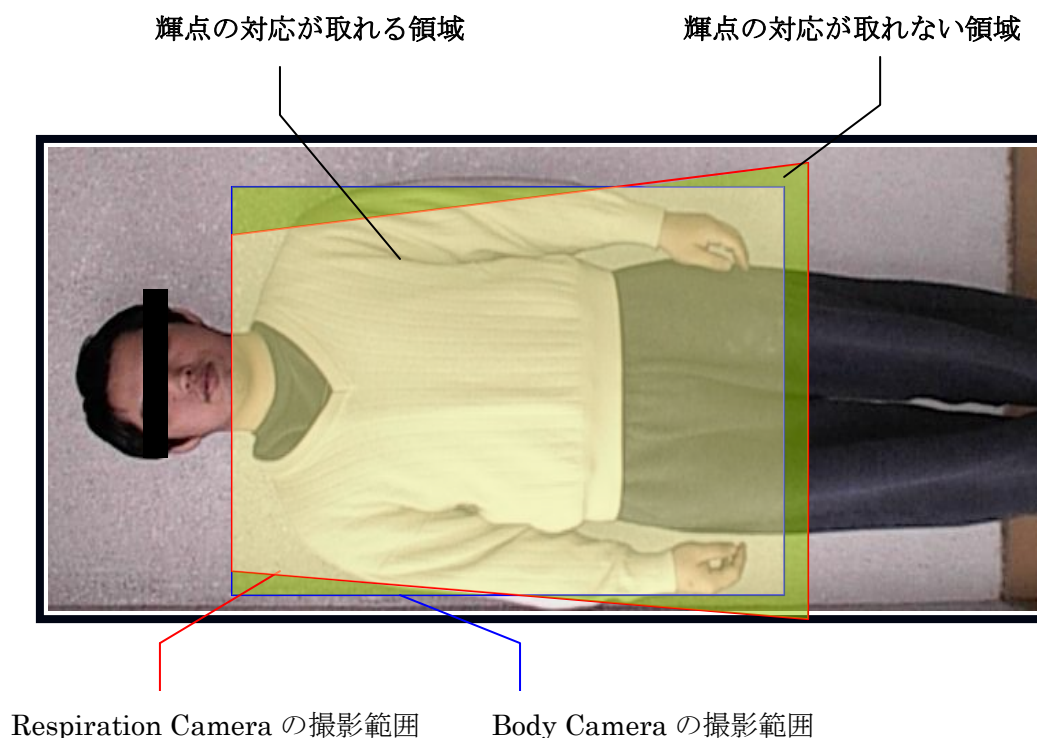 輝点の対応が取れる領域
輝点の対応が取れない領域
Respiration Camera の撮影範囲
Body Camera の撮影範囲